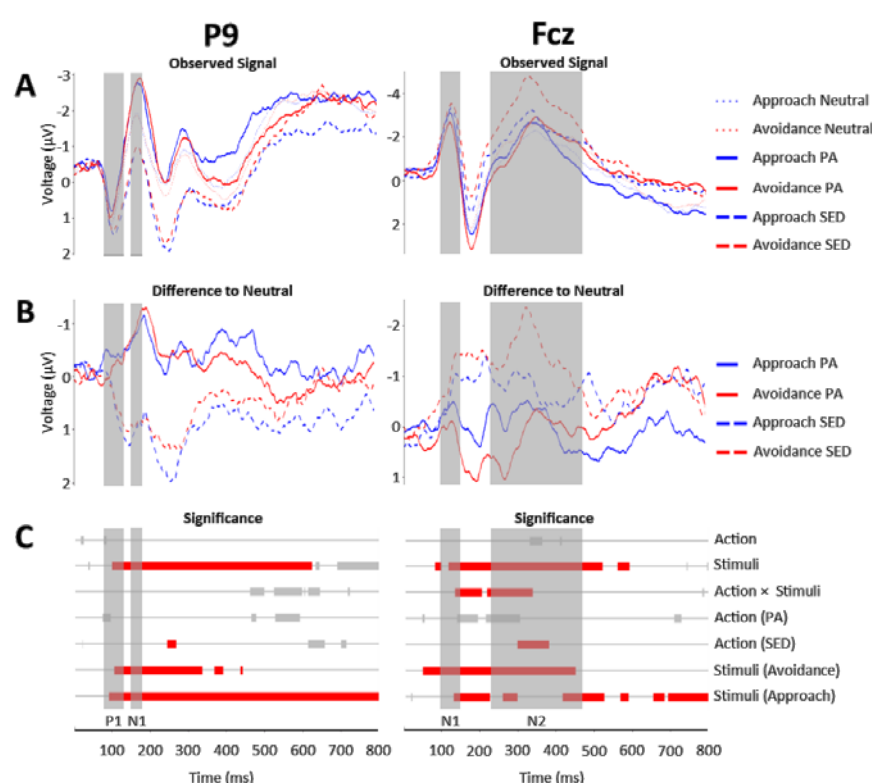 P9 Fcz
A Observed Signal Observed Signal
-3
-2
-1
0
1
2
Voltage (µV)
-4
-2
0
2
Approach Neutral
Avoidance Neutral
Approach PA
Avoidance PA
Approach SED
Avoidance SED
B Difference to Neutral Difference to Neutral
-1
0
1
2
Voltage (µV)
-2
-1
0
1
Approach PA
Avoidance PA
Approach SED
Avoidance SED
C Significance Significance
Action
Stimuli
Action × Stimuli
Action (PA)
Action (SED)
Stimuli (Avoidance)
Stimuli (Approach)
P1 N1 N1 N2
100 200 300 400 500 600 700 800 100 200 300 400 500 600 700 800
Time (ms) Time (ms)